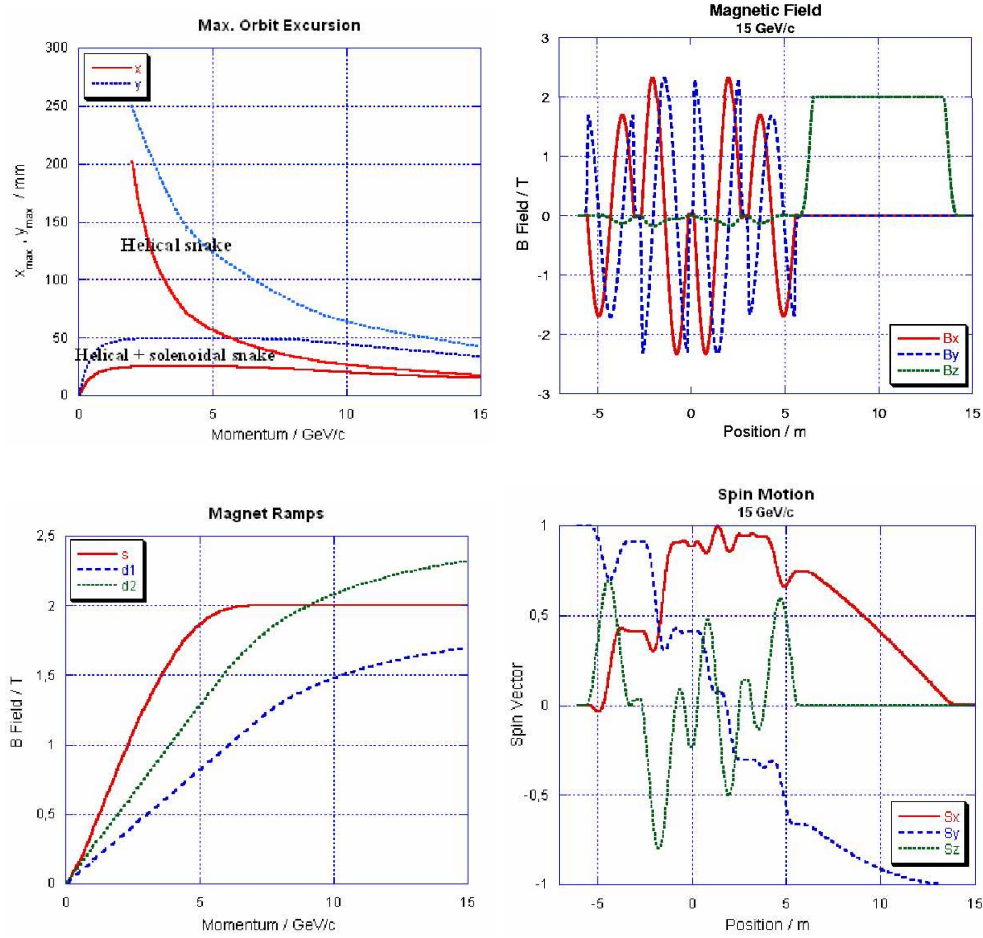 Max. Orbit Excursion
300
250
200
150
100
50
0
x
y
Helical snake
Helical + solenoidal snake
x_max , y_max / mm
0 5 10 15
Momentum / GeV/c
Magnetic Field
15 GeV/c
3
2
1
0
-1
-2
-3
B Field / T
Bx
By
Bz
-5 0 5 10 15
Position / m
Magnet Ramps
2,5
2
1,5
1
0,5
0
s
d1
d2
B Field / T
0 5 10 15
Momentum / GeV/c
Spin Motion
15 GeV/c
1
0,5
0
-0,5
-1
Spin Vector
Sx
Sy
Sz
-5 0 5 10 15
Position / m